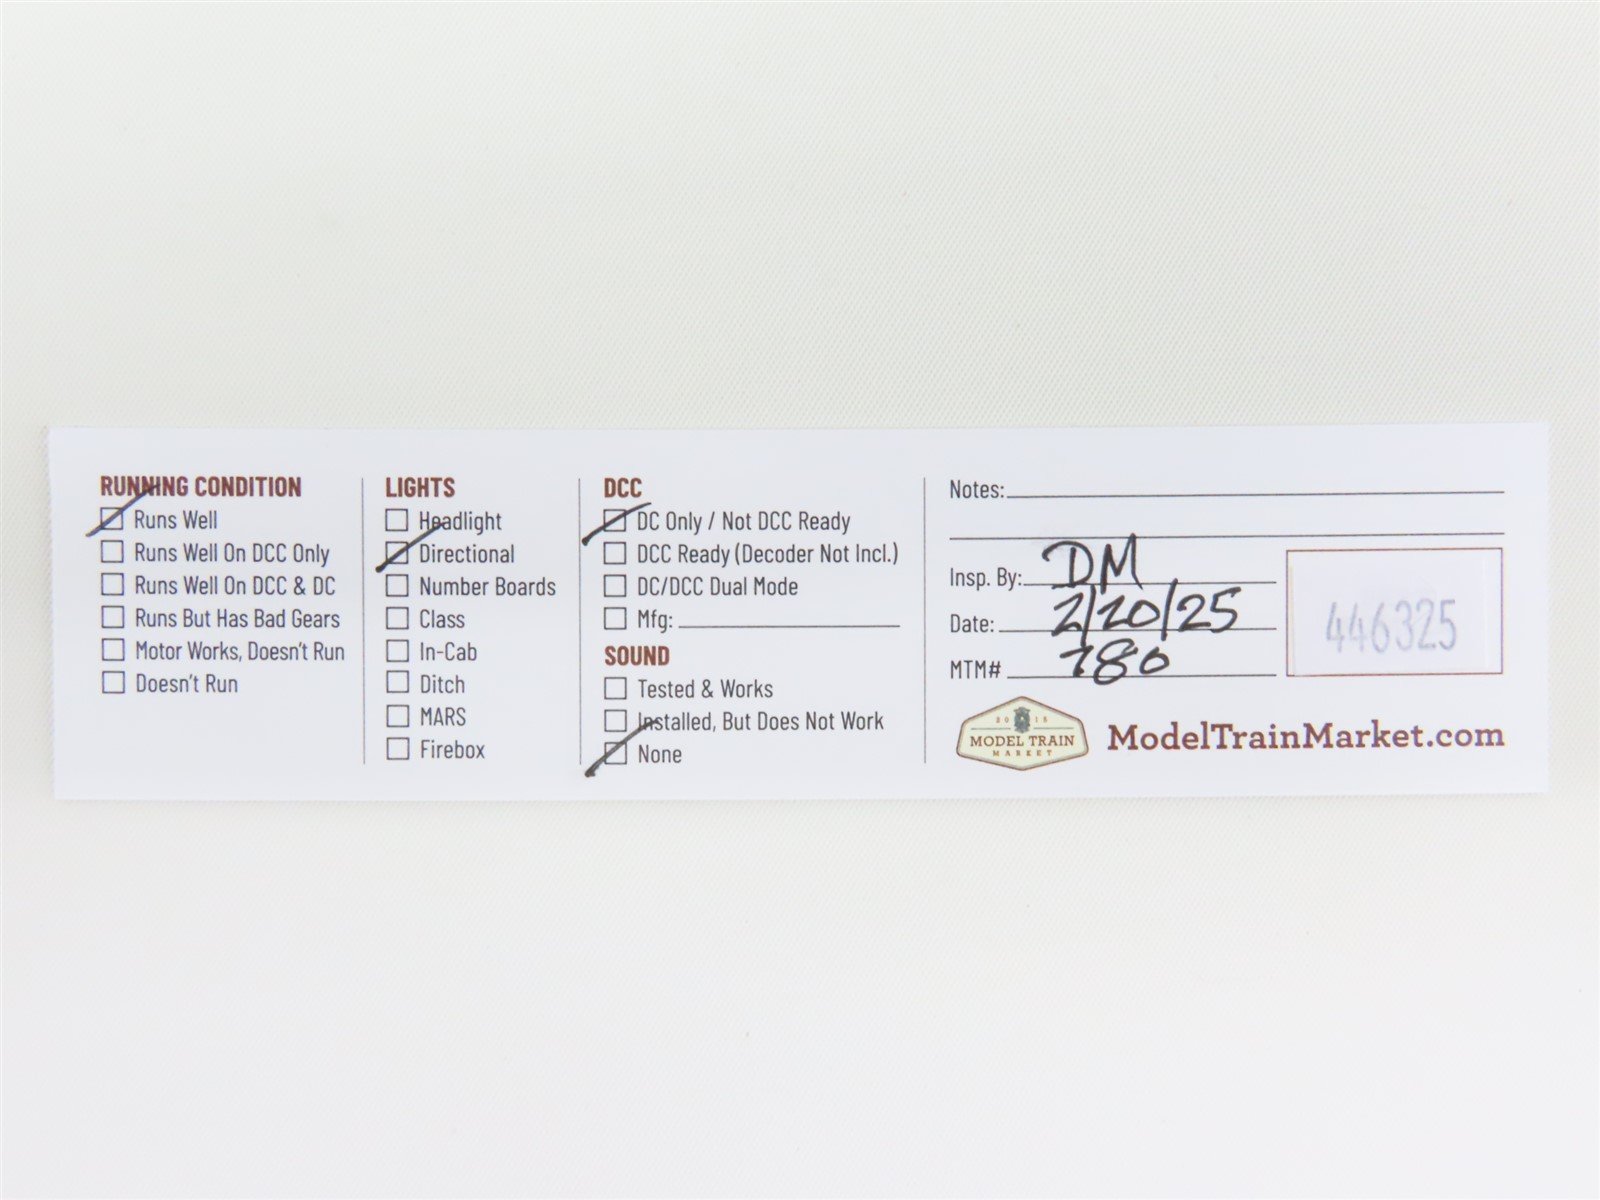 RUNNING CONDITION
Runs Well
Runs Well On DCC Only
Runs Well On DCC & DC
Runs But Has Bad Gears
Motor Works, Doesn't Run
Doesn't Run
LIGHTS
Headlight
Directional
Number Boards
Class
In-Cab
Ditch
MARS
Firebox
DCC
DC Only / Not DCC Ready
DCC Ready (Decoder Not Incl.)
DC/DCC Dual Mode
Mfg:
SOUND
Tested & Works
Installed, But Does Not Work
None
Notes:
Insp. By: DM
Date: 2/20/25
MTM# 780
446325
2015
MODEL TRAIN
MARKET
ModelTrainMarket.com